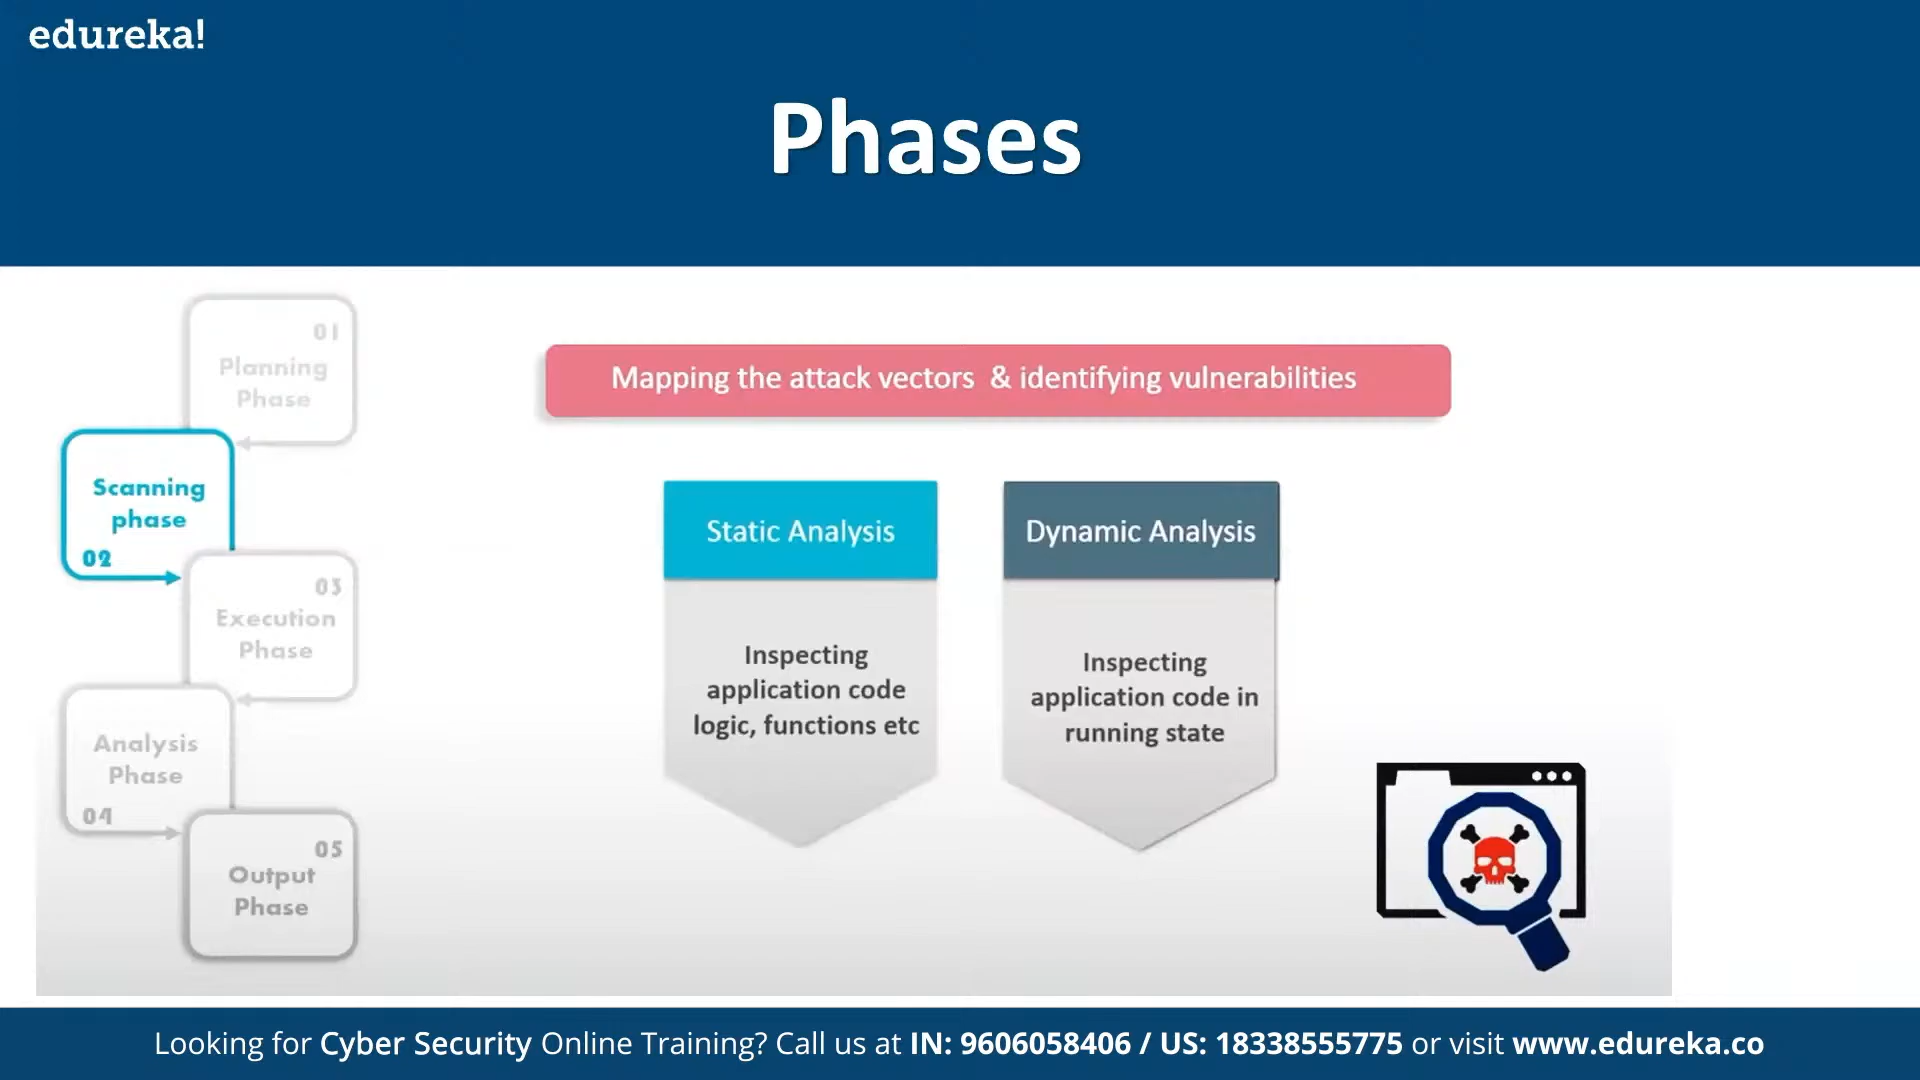 edureka!
Phases
01
Planning
Phase
Scanning
phase
02
03
Execution
Phase
Analysis
Phase
04
05
Output
Phase
Mapping the attack vectors & identifying vulnerabilities
Static Analysis
Inspecting
application code
logic, functions etc
Dynamic Analysis
Inspecting
application code in
running state
Looking for Cyber Security Online Training? Call us at IN: 9606058406 / US: 18338555775 or visit www.edureka.co